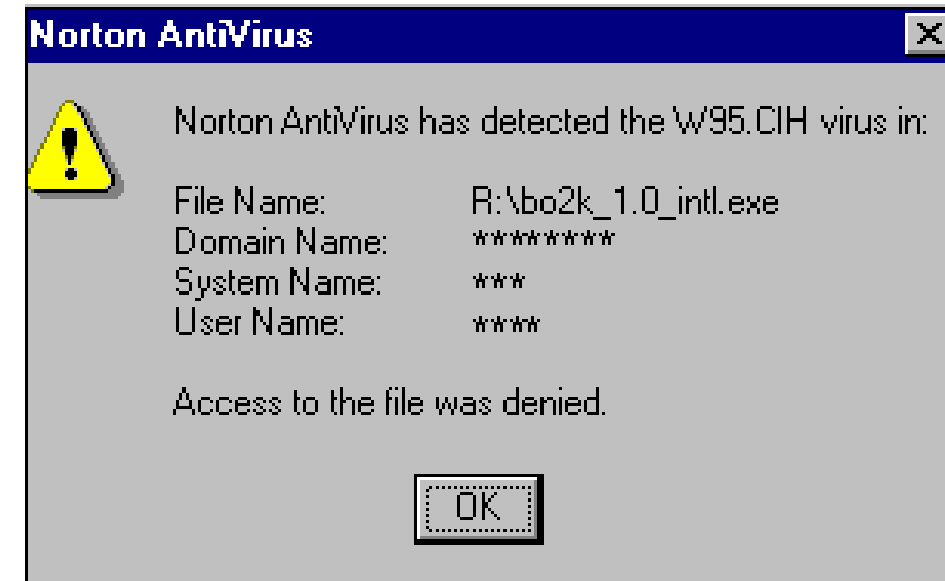 Norton AntiVirus
Norton AntiVirus has detected the W95.CIH virus in:
File Name: R:\bo2k_1.0_intl.exe
Domain Name: ********
System Name: ***
User Name: ****
Access to the file was denied.
OK